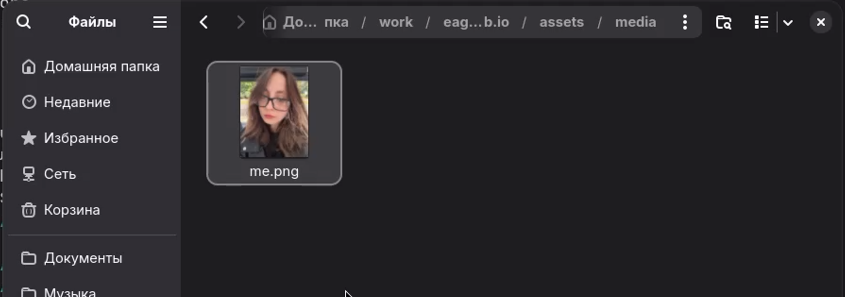 Файлы
До... пка / work / eag...b.io / assets / media
Домашняя папка
Недавние
Избранное
Сеть
Корзина
Документы
Музыка
me.png